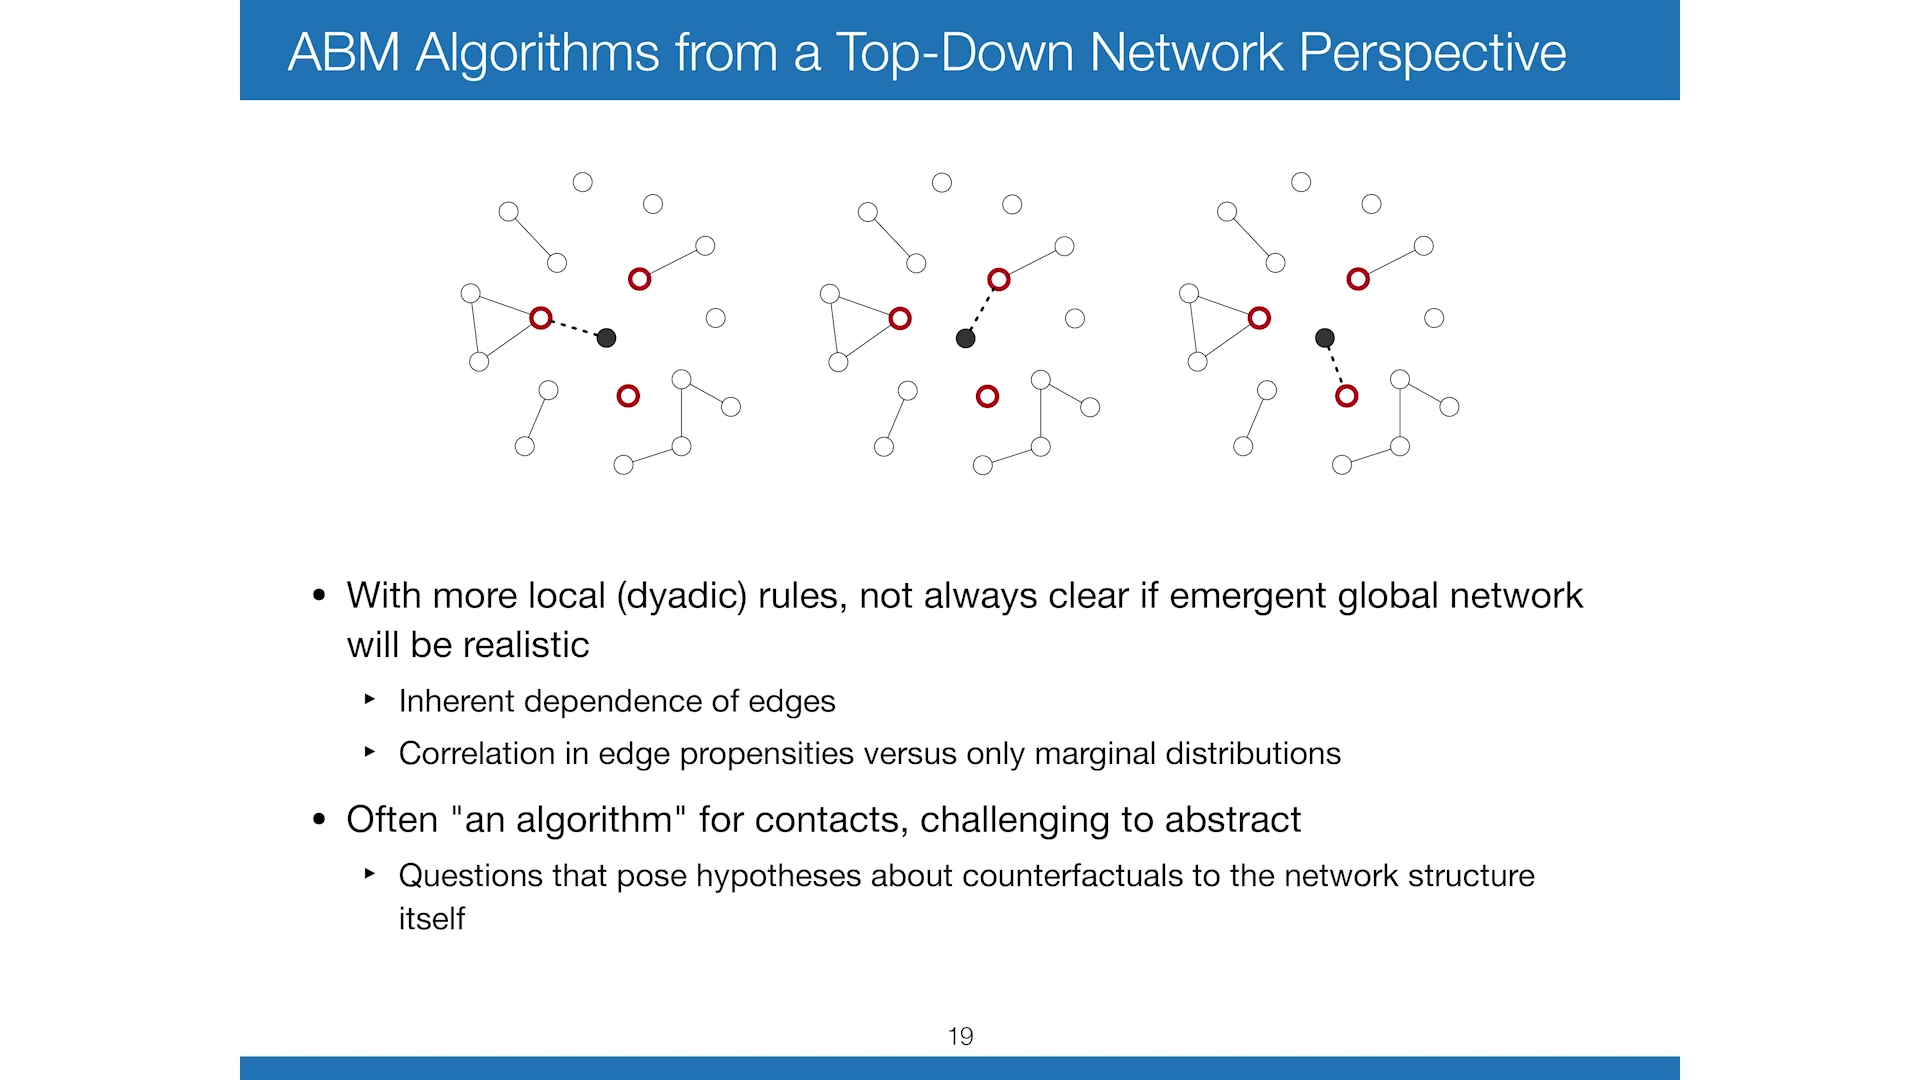 ABM Algorithms from a Top-Down Network Perspective
• With more local (dyadic) rules, not always clear if emergent global network
will be realistic
‣ Inherent dependence of edges
‣ Correlation in edge propensities versus only marginal distributions
• Often "an algorithm" for contacts, challenging to abstract
‣ Questions that pose hypotheses about counterfactuals to the network structure
itself
19